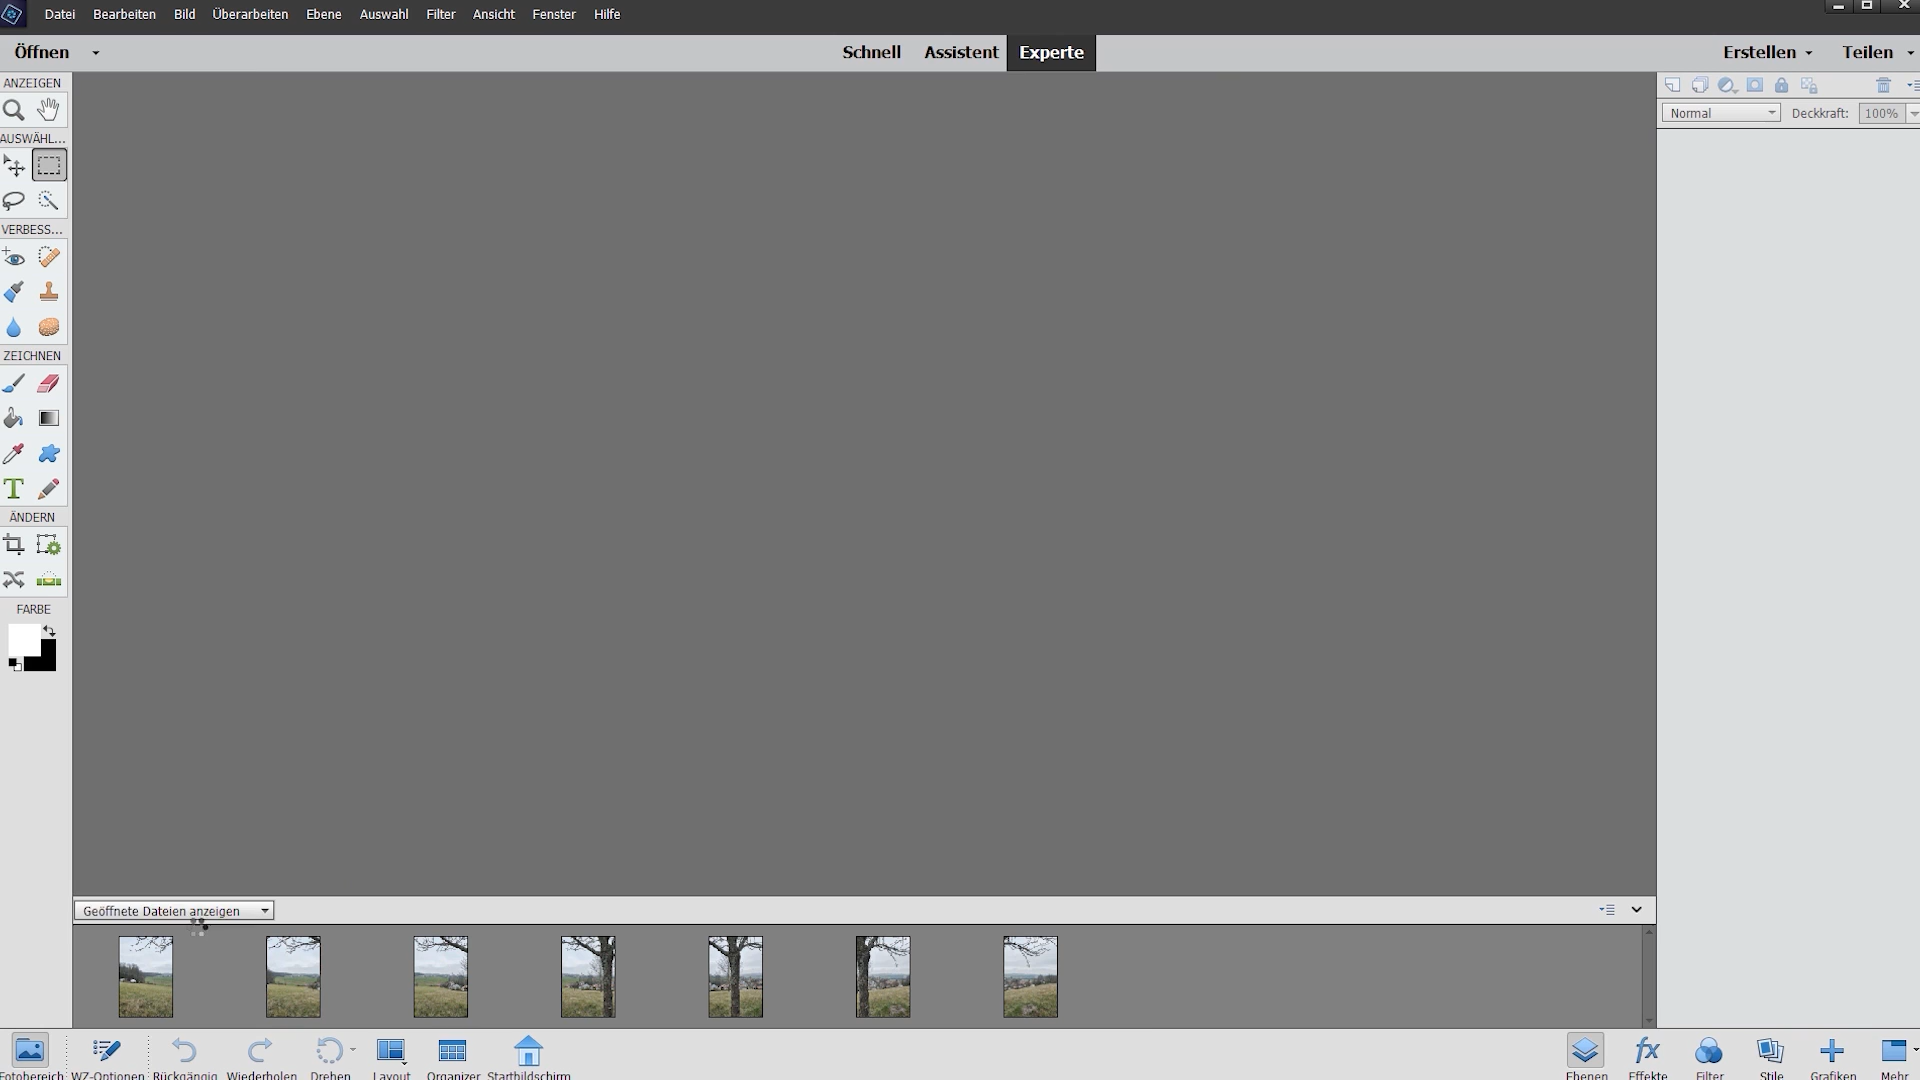 Datei Bearbeiten Bild Überarbeiten Ebene Auswahl Filter Ansicht Fenster Hilfe
Öffnen Schnell Assistent Experte Erstellen Teilen
ANZEIGEN
Normal Deckkraft: 100%
AUSWÄHL...
VERBESS...
ZEICHNEN
ÄNDERN
FARBE
Geöffnete Dateien anzeigen
Fotobereich WZ-Optionen Rückgängig Wiederholen Drehen Layout Organizer Startbildschirm Ebenen Effekte Filter Stile Grafiken Mehr